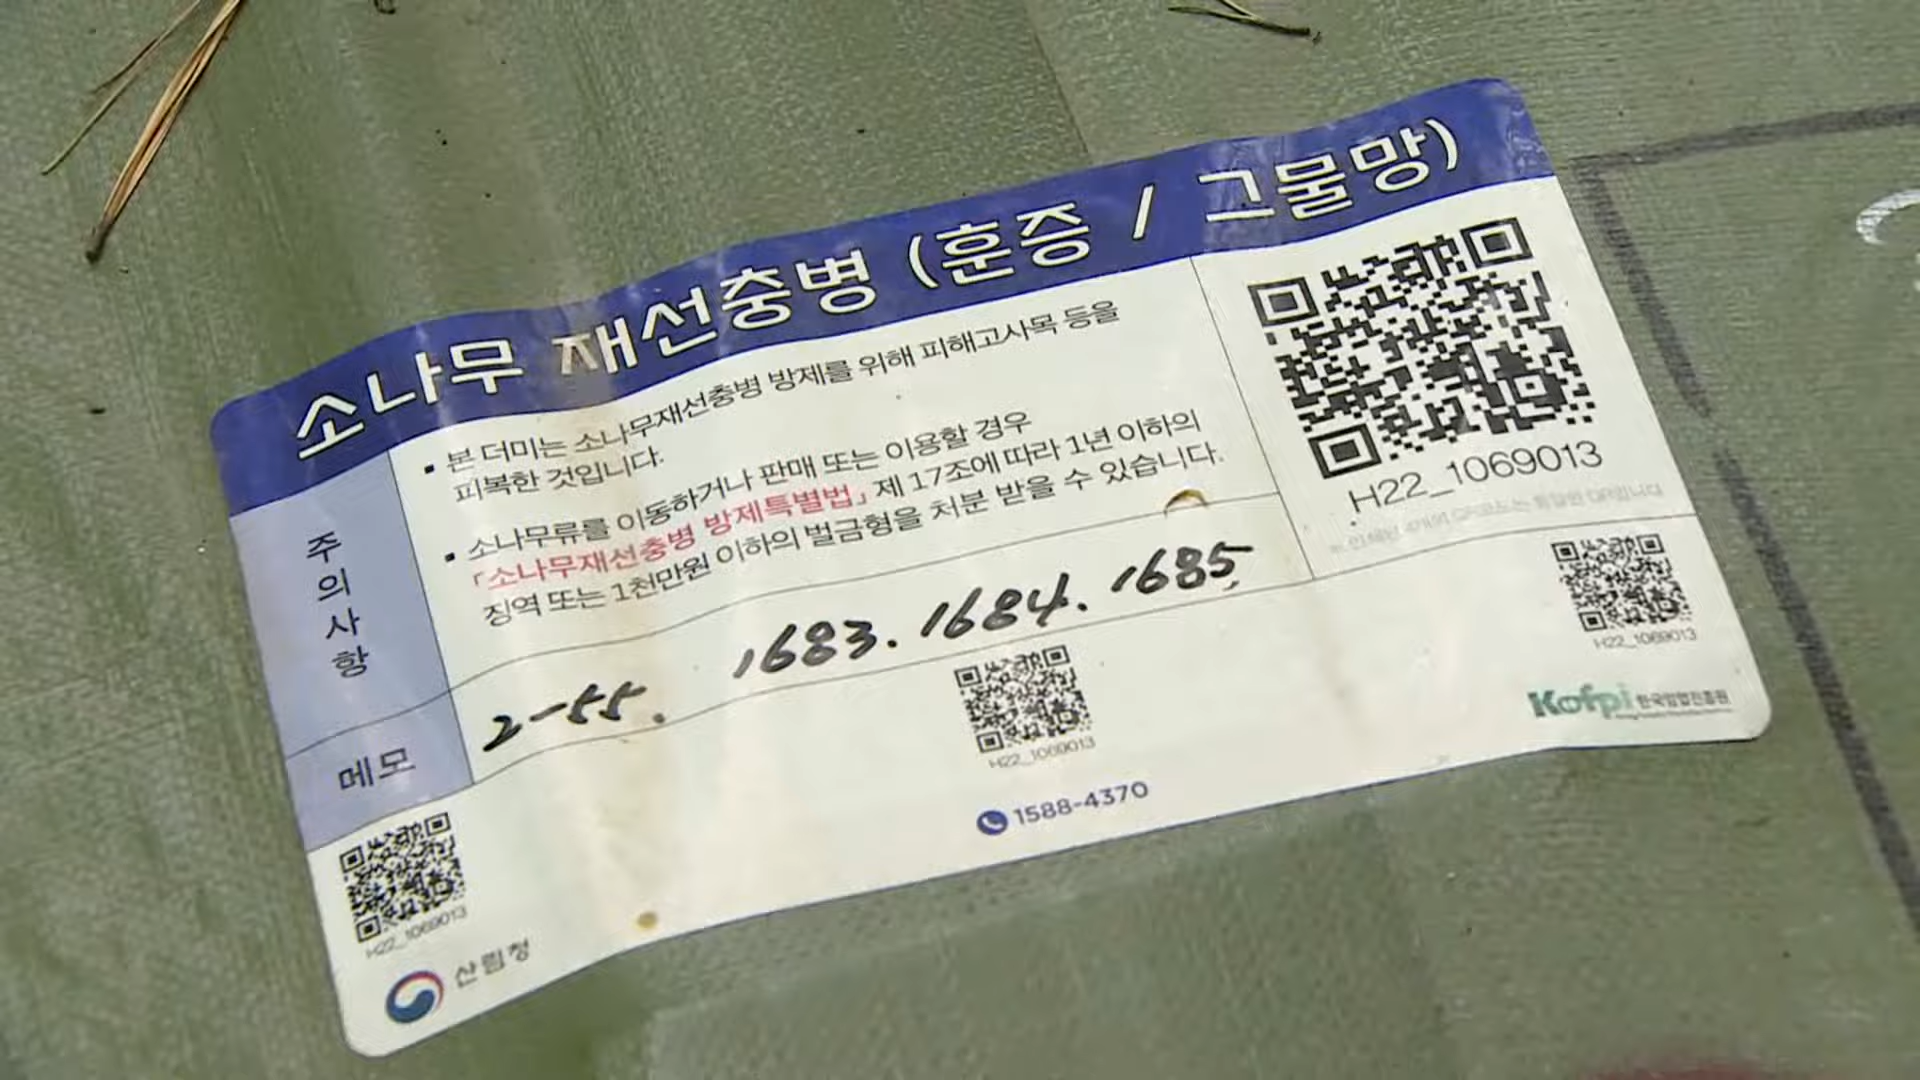 소나무 재선충병 (훈증 / 그물망)
주의사항
▪ 본 더미는 소나무재선충병 방제를 위해 피해고사목 등을
피복한 것입니다.
▪ 소나무류를 이동하거나 판매 또는 이용할 경우
「소나무재선충병 방제특별법」 제 17조에 따라 1년 이하의
징역 또는 1천만원 이하의 벌금형을 처분 받을 수 있습니다.
H22_1069013
메모
2-55. 1683. 1684. 1685
H22_1069013
H22_1069013
H22_1069013
Kofpi 한국임업진흥원
1588-4370
산림청